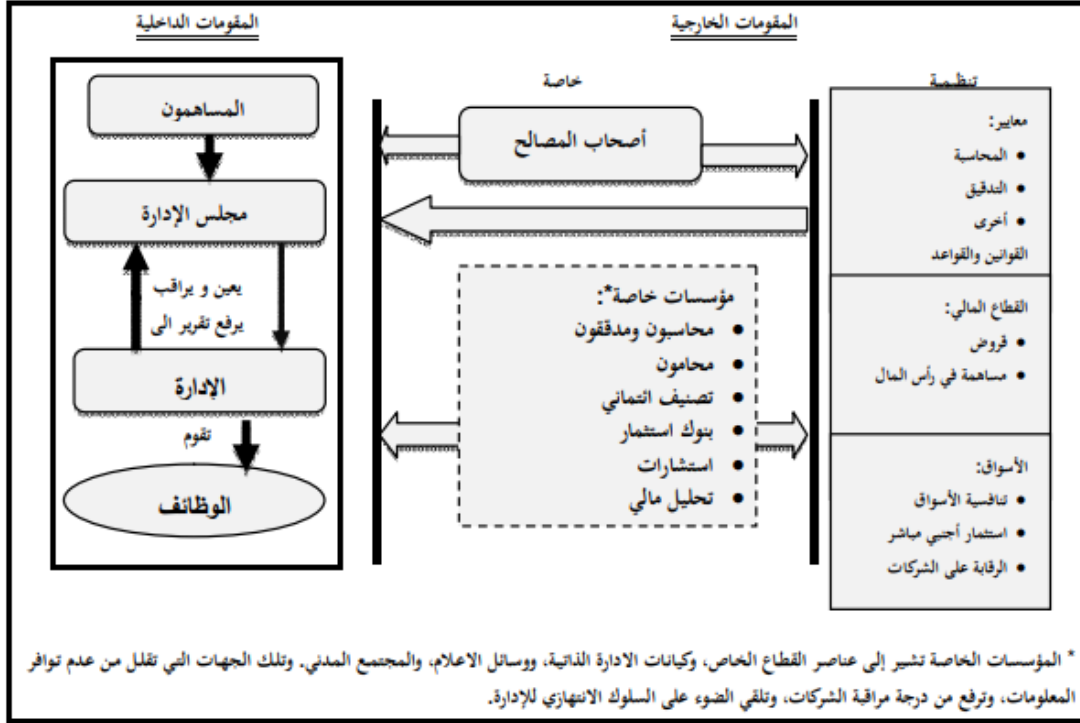 المقومات الخارجية
المقومات الداخلية
تنظيمية
خاصة
معايير:
• المحاسبة
• التدقيق
• أخرى
القوانين والقواعد
القطاع المالي:
• قروض
• مساهمة في رأس المال
الأسواق:
• تنافسية الأسواق
• استثمار أجنبي مباشر
• الرقابة على الشركات
أصحاب المصالح
مؤسسات خاصة*:
• محاسبون ومدققون
• محامون
• تصنيف ائتماني
• بنوك استثمار
• استشارات
• تحليل مالي
المساهمون
مجلس الإدارة
يعين و يراقب
يرفع تقرير الى
الإدارة
تقوم
الوظائف
* المؤسسات الخاصة تشير إلى عناصر القطاع الخاص، وكيانات الادارة الذاتية، ووسائل الاعلام، والمجتمع المدني. وتلك الجهات التي تقلل من عدم توافر
المعلومات، وترفع من درجة مراقبة الشركات، وتلقي الضوء على السلوك الانتهازي للإدارة.